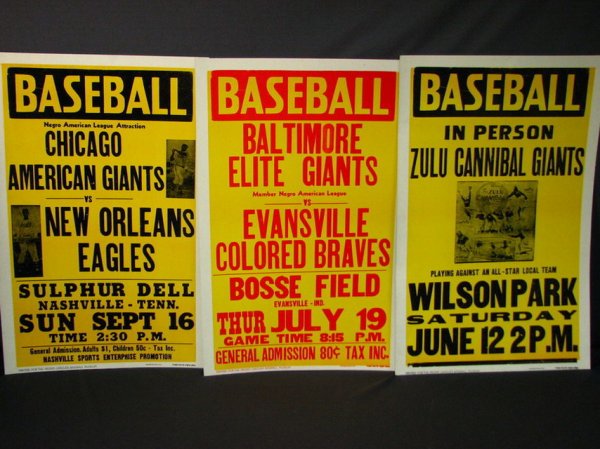 BASEBALL
Negro American League Attraction
CHICAGO
AMERICAN GIANTS
VS
NEW ORLEANS
EAGLES
SULPHUR DELL
NASHVILLE - TENN.
SUN SEPT 16
TIME 2:30 P.M.
General Admission. Adults $1, Children 50c - Tax Inc.
NASHVILLE SPORTS ENTERPRISE PROMOTION
BASEBALL
BALTIMORE
ELITE GIANTS
Member Negro American League
VS
EVANSVILLE
COLORED BRAVES
BOSSE FIELD
EVANSVILLE - IND.
THUR JULY 19
GAME TIME 8:15 P.M.
GENERAL ADMISSION 80¢ TAX INC.
BASEBALL
IN PERSON
ZULU CANNIBAL GIANTS
ZULU
PLAYING AGAINST AN ALL-STAR LOCAL TEAM
WILSON PARK
SATURDAY
JUNE 12 2 P.M.